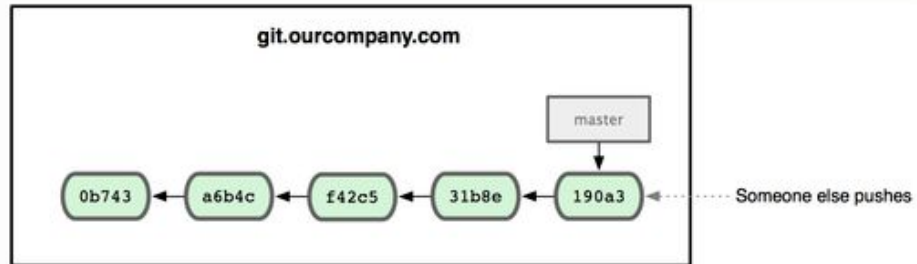 git.ourcompany.com
master
0b743 a6b4c f42c5 31b8e 190a3 Someone else pushes